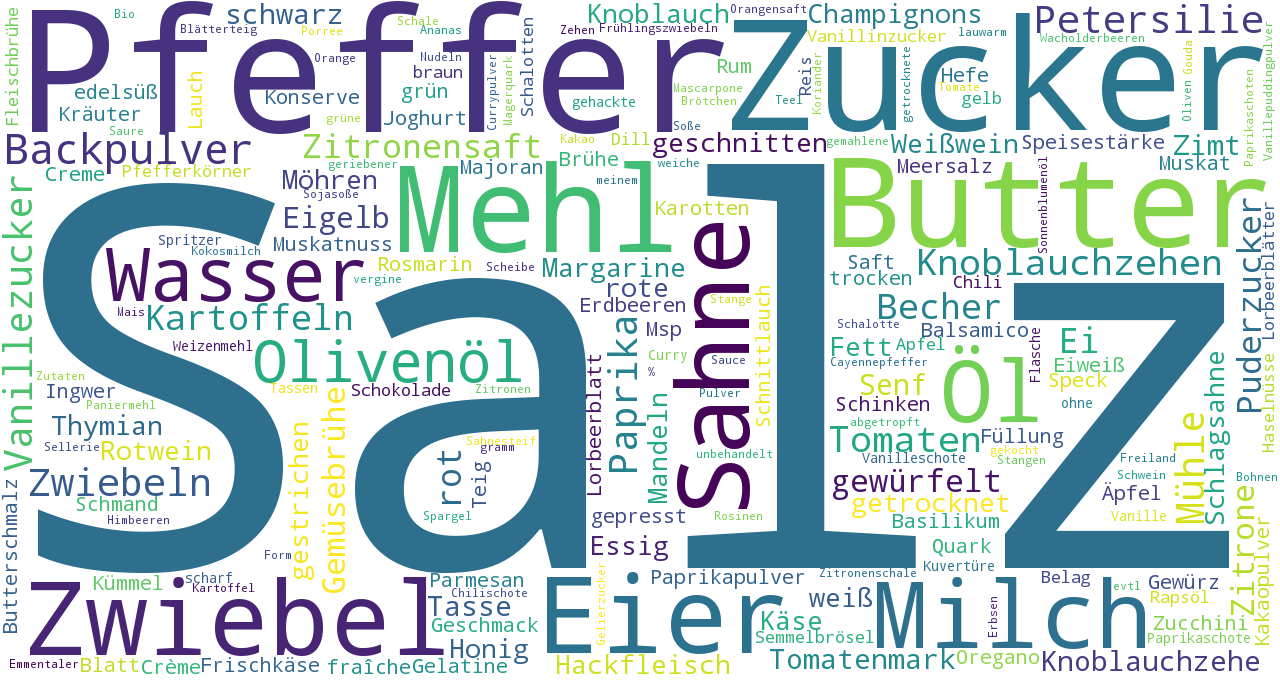 Fleischbrühe
Pfeffer
Bio
Blätterteig
schwarz
Porree
Orange
Schale
Ananas
Nudeln
braun
Currypulver
Magerquark
Schalotten
Zehen
Knoblauch
Frühlingszwiebeln
Orangensaft
Champignons
Vanillinzucker
lauwarm
Petersilie
Wacholderbeeren
Zucker
edelsüß
Kräuter
Saure
Lauch
Konserve
grüne
Joghurt
grün
gehackte
Mascarpone
Brötchen
Rum
Teel
Reis
Koriander
getrocknete
Hefe
Tomate
gelb
Oliven
Gouda
Paprikaschoten
Vanillepuddingpulver
Backpulver
Creme
Pfefferkörner
geriebener
Zitronensaft
Möhren
Sojasoße
Majoran
Kakao
Dill
Brühe
Soße
geschnitten
weiche
meinem
gemahlene
Weißwein
Meersalz
Speisestärke
Zimt
Muskat
Sonnenblumenöl
Vanillezucker
Mehl
Butter
Eigelb
Muskatnuss
Spritzer
Kokosmilch
Karotten
Salz
Wasser
Rosmarin
vergine
Scheibe
Margarine
rote
Erdbeeren
Sahne
Stange
Schnittlauch
Saft
trocken
Knoblauchzehen
Chili
Becher
Puderzucker
Lorbeerblätter
Mais
Kartoffeln
Weizenmehl
Olivenöl
Paprika
Msp
Curry
%
Sauce
Pulver
Schalotte
Balsamico
Fett
Apfel
Cayennepfeffer
Flasche
Ei
Eiweiß
Speck
ohne
Zutaten
Ingwer
Paniermehl
Tassen
Schokolade
Zitronen
Senf
Öl
Schinken
abgetropft
Haselnüsse
Thymian
Sellerie
Rotwein
gestrichen
Gemüsebrühe
Sahnesteif
gramm
Lorbeerblatt
Mandeln
unbehandelt
Tomaten
Füllung
gekocht
Vanilleschote
Stangen
Freiland
Schwein
Mühle
Schlagsahne
Bohnen
Zwiebeln
Schmand
Himbeeren
Butterschmalz
rot
Teig
Spargel
gepresst
Rosinen
gewürfelt
getrocknet
Basilikum
Äpfel
Vanille
Zitrone
Kakaopulver
Form
Essig
Quark
Kuvertüre
Kümmel
scharf
Kartoffel
Zwiebel
Parmesan
Chilischote
Tasse
Geschmack
Honig
Eier
Gelierzucker
Paprikapulver
Zitronenschale
weiß
Milch
Erbsen
Belag
evtl
Gewürz
Rapsöl
Zucchini
Paprikaschote
Käse
Semmelbrösel
Emmentaler
Blatt
Crème
Frischkäse
fraîche
Gelatine
Hackfleisch
Tomatenmark
Oregano
Knoblauchzehe